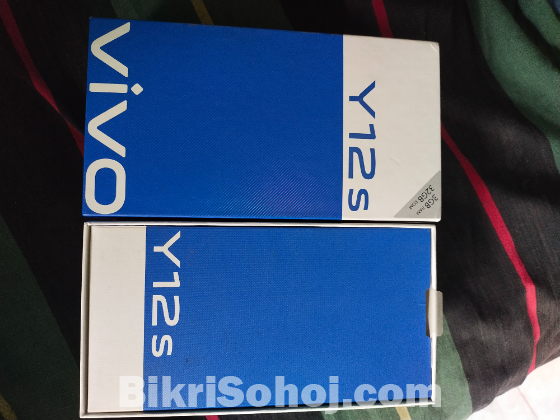 vivo
Y12s
3GB RAM
32GB ROM
Y12s
BikriSohoj.com